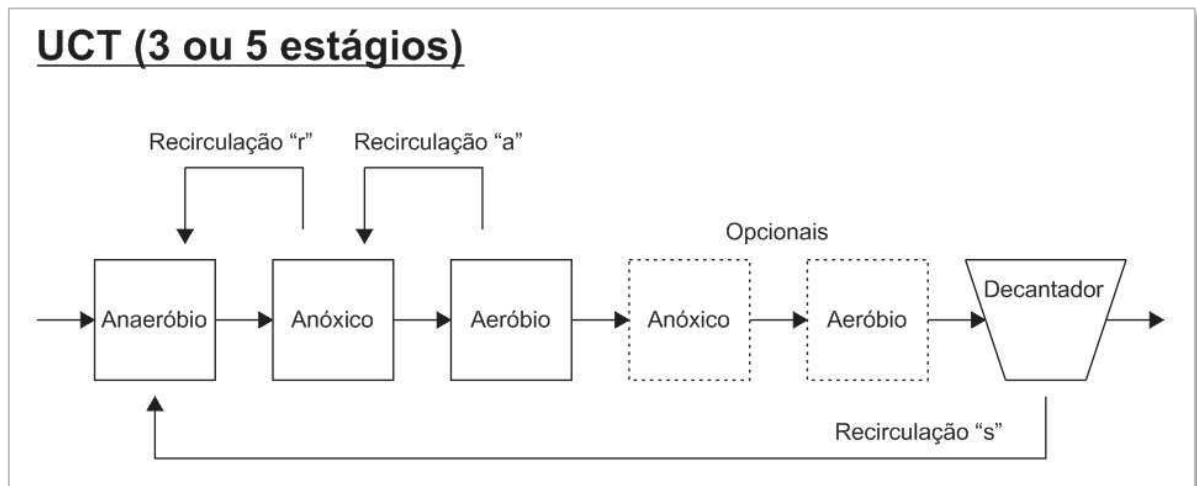 UCT (3 ou 5 estágios)
Recirculação “r”
Recirculação “a”
Opcionais
Anaeróbio
Anóxico
Aeróbio
Anóxico
Aeróbio
Decantador
Recirculação “s”